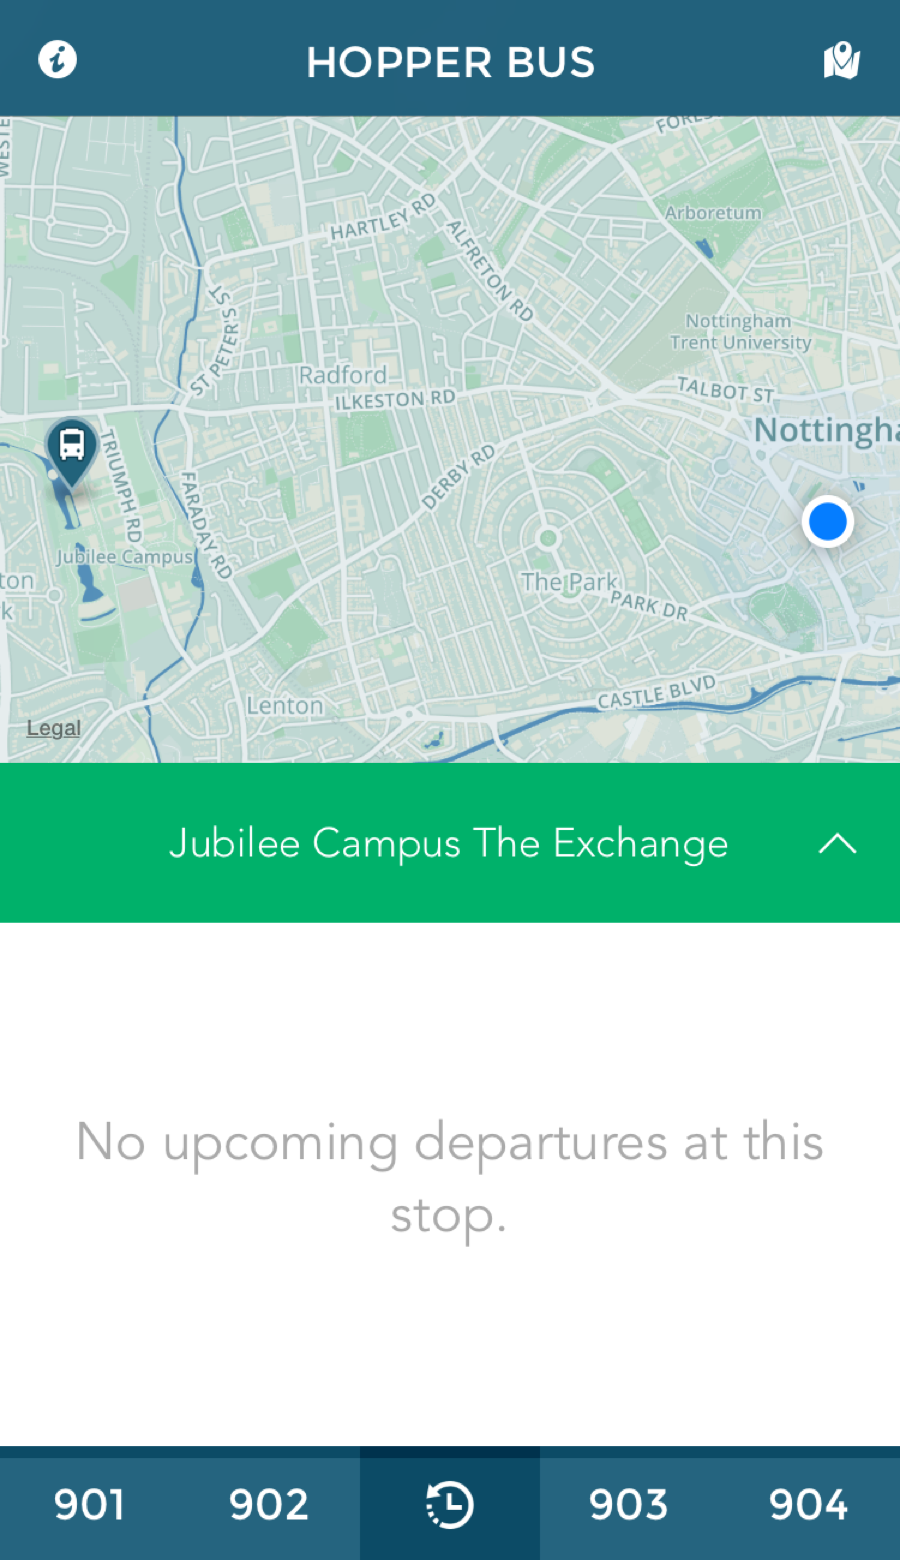 HOPPER BUS
WESTE
FORES
Arboretum
HARTLEY RD
ALFRETON RD
ST PETER'S ST
Nottingham
Trent University
Radford
ILKESTON RD
TALBOT ST
Nottingha
TRIUMPH RD
DERBY RD
FARADAY RD
Jubilee Campus
ton
k
The Park
PARK DR
Lenton
CASTLE BLVD
Legal
Jubilee Campus The Exchange
No upcoming departures at this
stop.
901 902 903 904